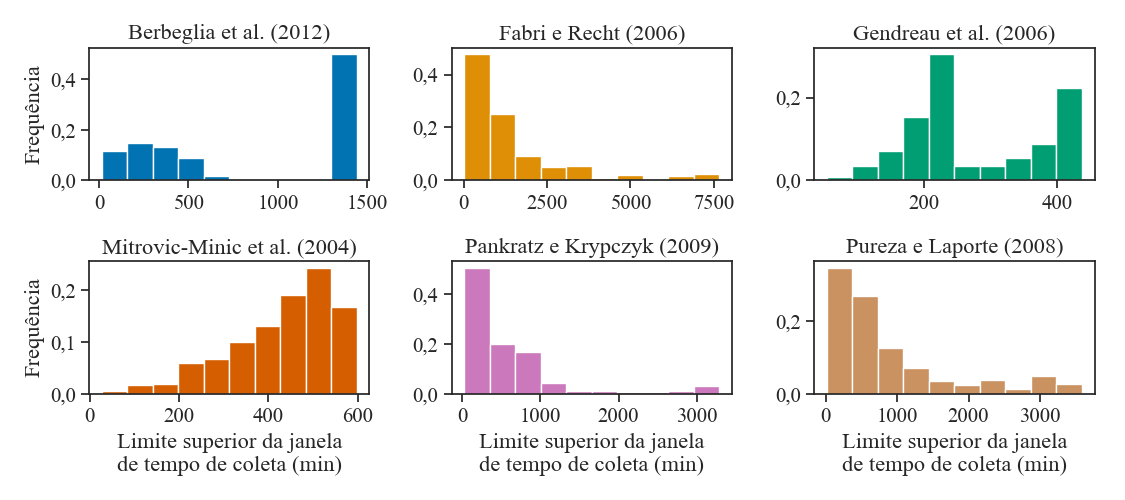 Berbeglia et al. (2012)
Fabri e Recht (2006)
Gendreau et al. (2006)
Frequência
0,4
0,2
0,0
0 500 1000 1500
0,4
0,2
0,0
0 2500 5000 7500
0,2
0,0
200 400
Mitrovic-Minic et al. (2004)
Pankratz e Krypczyk (2009)
Pureza e Laporte (2008)
Frequência
0,2
0,1
0,0
0 200 400 600
0,4
0,2
0,0
0 1000 2000 3000
0,2
0,0
0 1000 2000 3000
Limite superior da janela
de tempo de coleta (min)
Limite superior da janela
de tempo de coleta (min)
Limite superior da janela
de tempo de coleta (min)